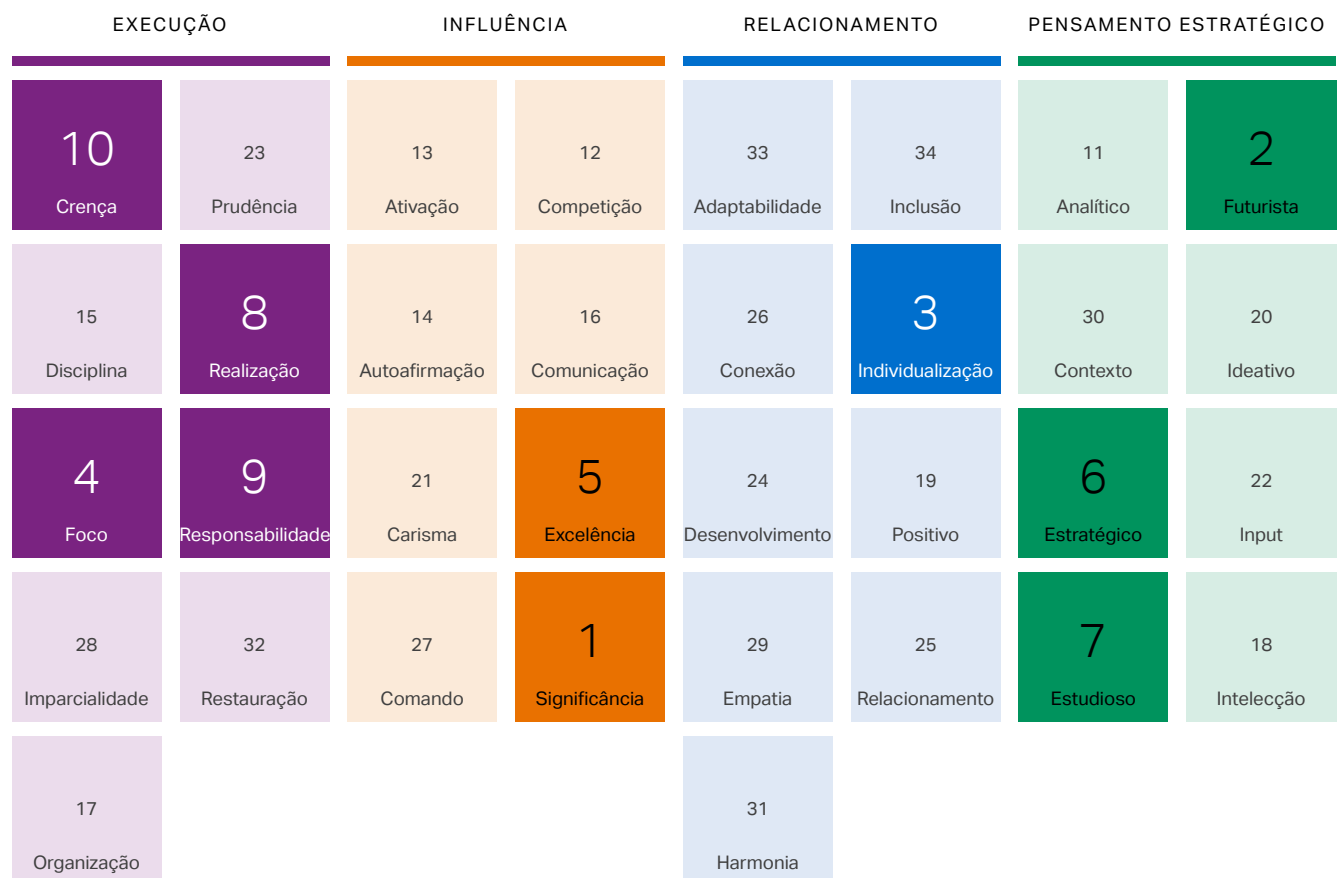 EXECUÇÃO INFLUÊNCIA RELACIONAMENTO PENSAMENTO ESTRATÉGICO
10 23 13 12 33 34 11 2
Crença Prudência Ativação Competição Adaptabilidade Inclusão Analítico Futurista
15 8 14 16 26 3 30 20
Disciplina Realização Autoafirmação Comunicação Conexão Individualização Contexto Ideativo
4 9 21 5 24 19 6 22
Foco Responsabilidade Carisma Excelência Desenvolvimento Positivo Estratégico Input
28 32 27 1 29 25 7 18
Imparcialidade Restauração Comando Significância Empatia Relacionamento Estudioso Intelecção
17 31
Organização Harmonia